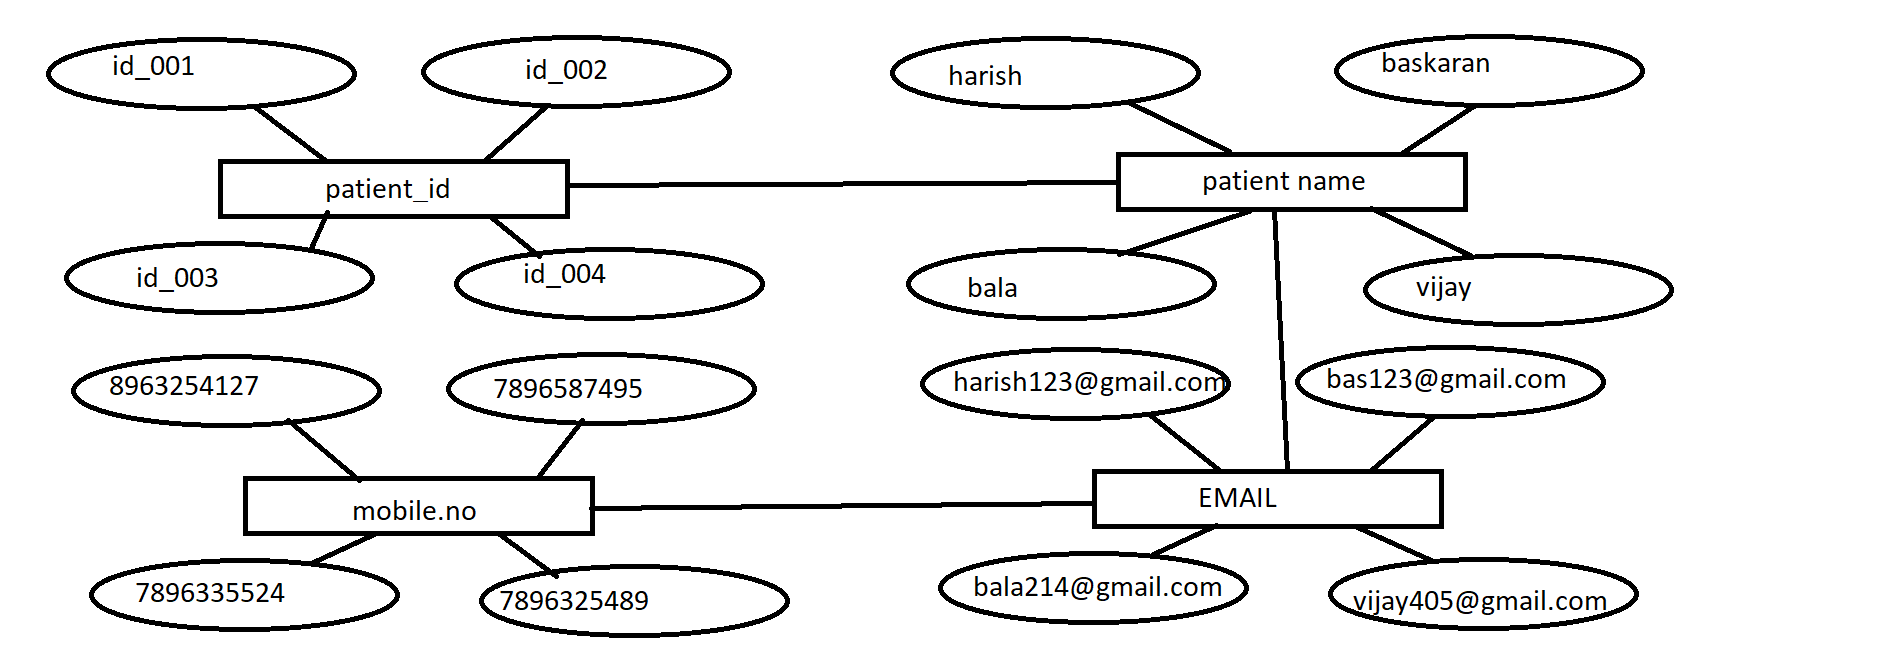 id_001
id_002
harish
baskaran
patient_id
patient name
id_003
id_004
bala
vijay
8963254127
7896587495
harish123@gmail.com
bas123@gmail.com
mobile.no
EMAIL
7896335524
7896325489
bala214@gmail.com
vijay405@gmail.com